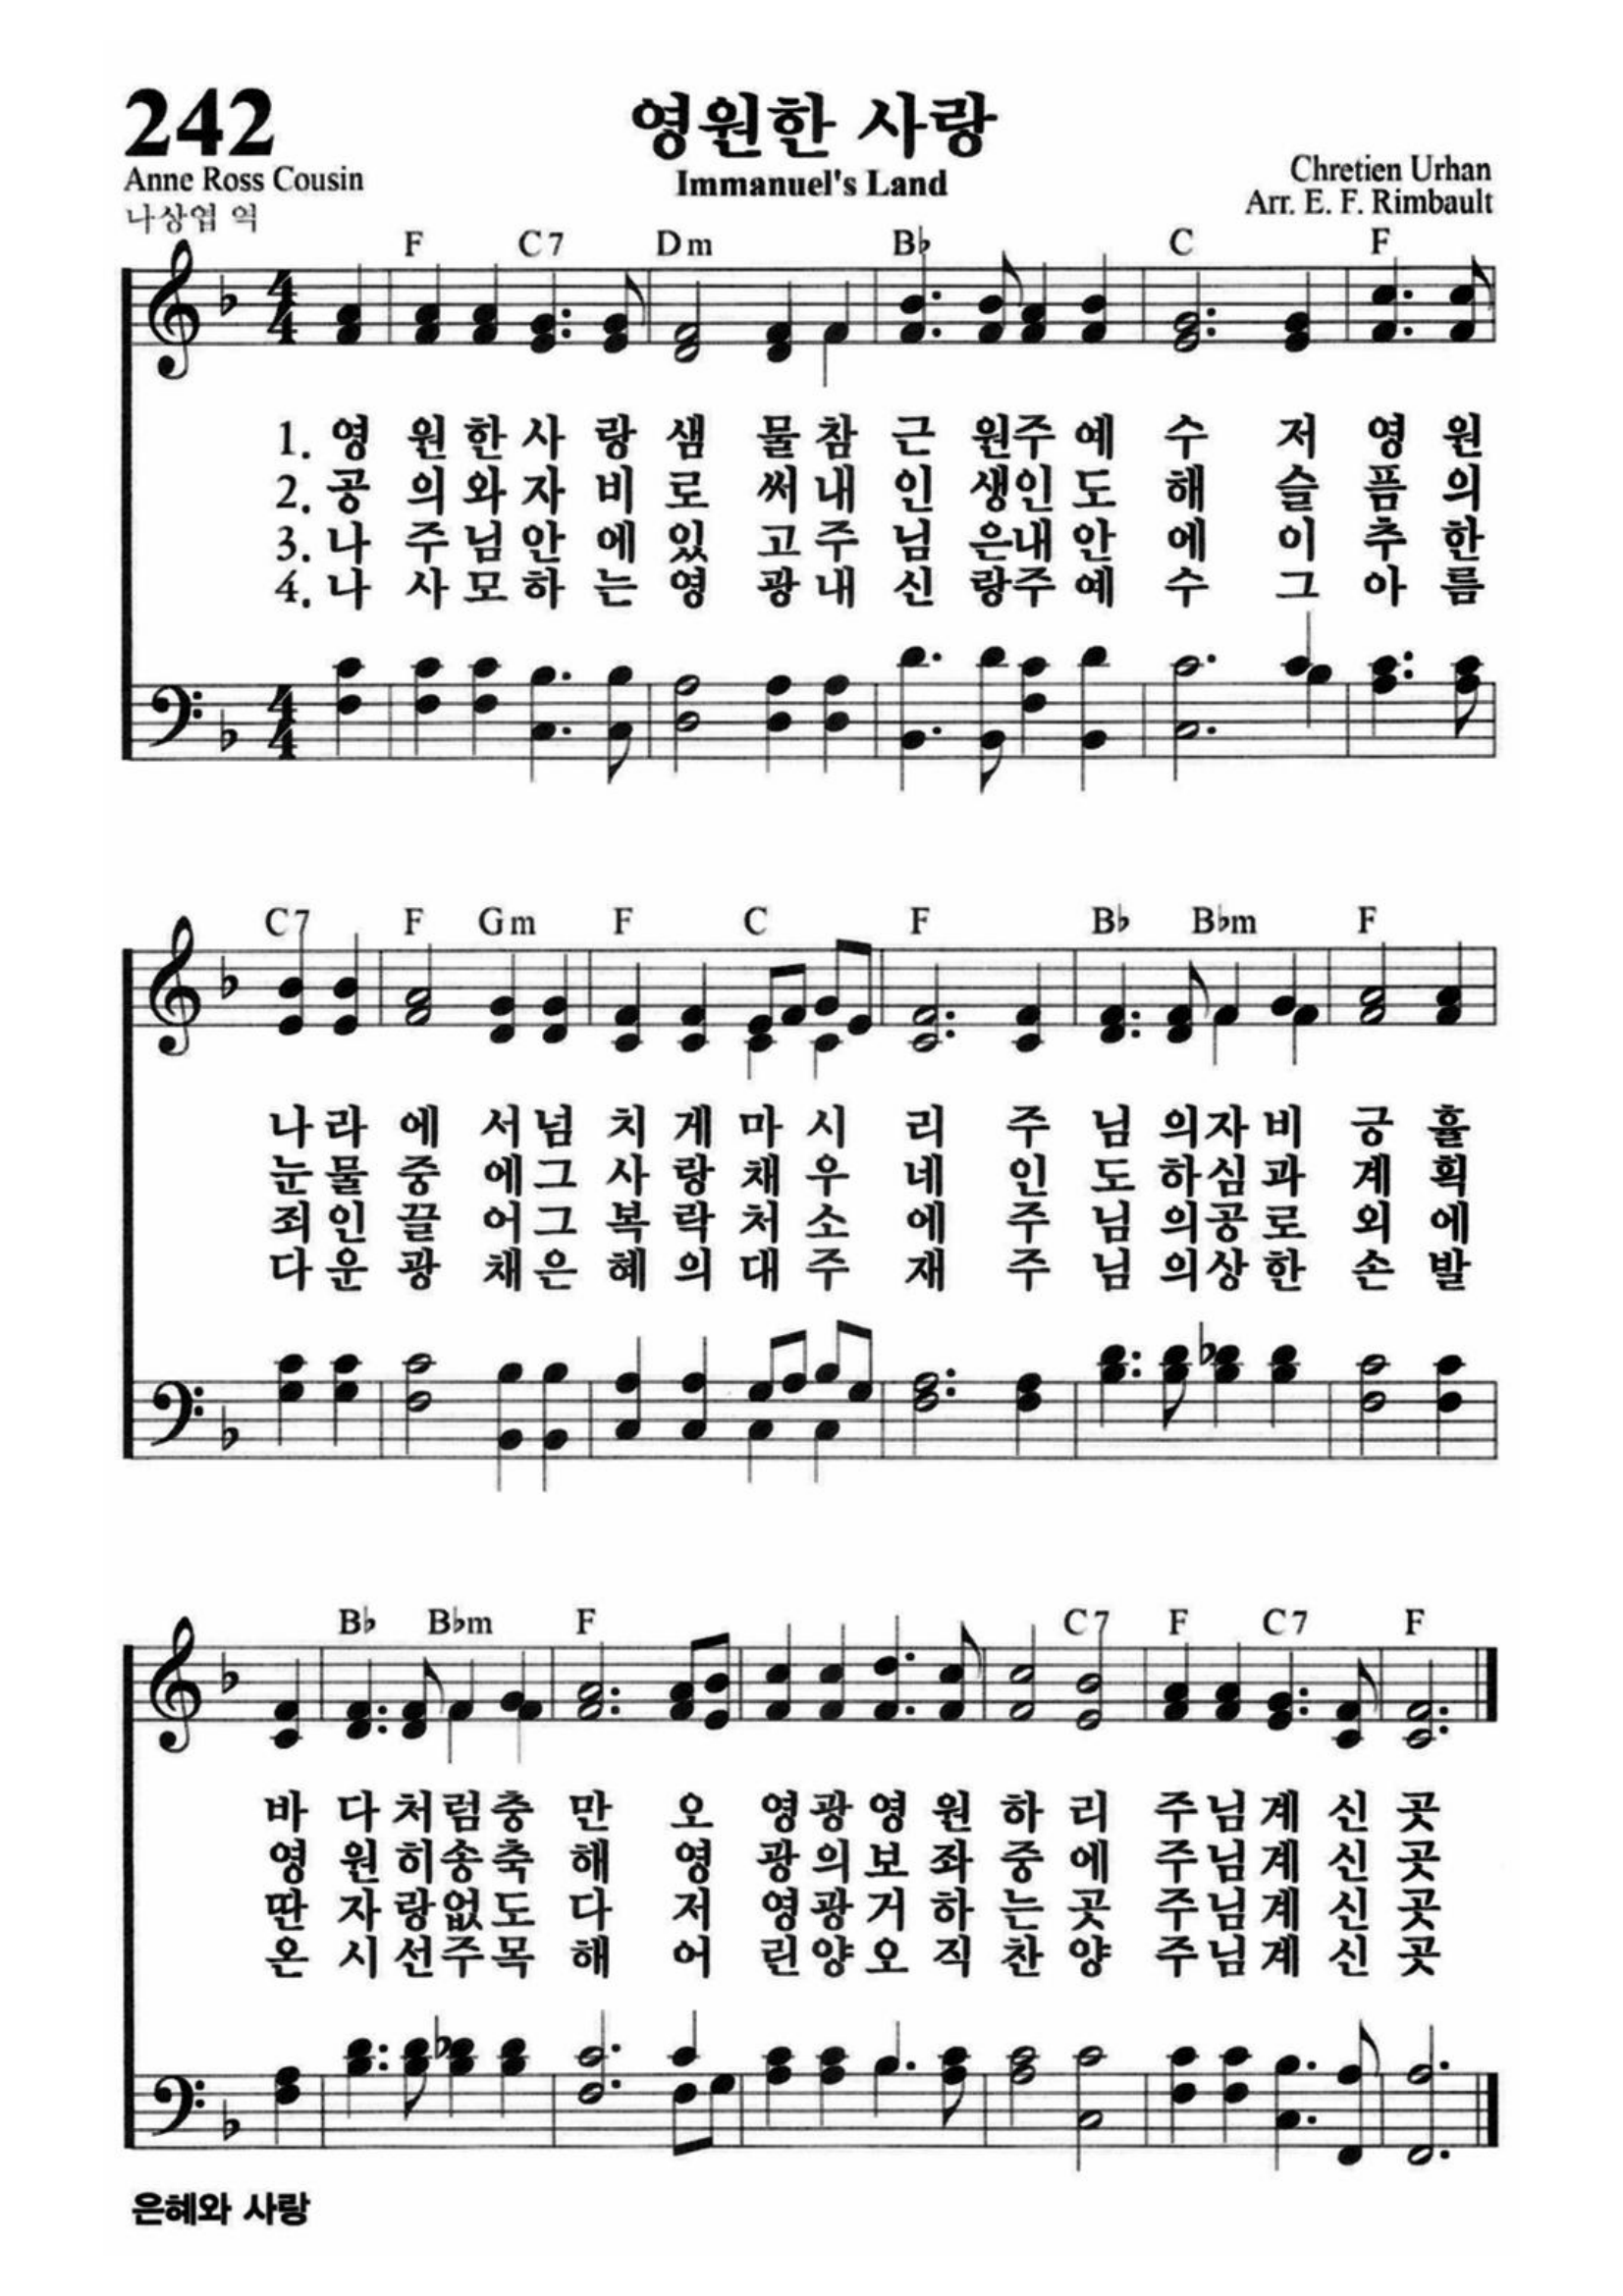 242
영원한 사랑
Immanuel's Land
Anne Ross Cousin
나상엽 역
Chretien Urhan
Arr. E. F. Rimbault
F C7 Dm B♭ C F
1. 영 원 한 사 랑 샘 물 참 근 원 주 예 수 저 영 원
2. 공 의 와 자 비 로 써 내 인 생 인 도 해 슬 픔 의
3. 나 주 님 안 에 있 고 주 님 은 내 안 에 이 추 한
4. 나 사 모 하 는 영 광 내 신 랑 주 예 수 그 아 름
C7 F Gm F C F B♭ B♭m F
나 라 에 서 넘 치 게 마 시 리 주 님 의 자 비 긍 휼
눈 물 중 에 그 사 랑 채 우 네 인 도 하 심 과 계 획
죄 인 끌 어 그 복 락 처 소 에 주 님 의 공 로 외 에
다 운 광 채 은 혜 의 대 주 재 주 님 의 상 한 손 발
B♭ B♭m F C7 F C7 F
바 다 처 럼 충 만 오 영 광 영 원 하 리 주 님 계 신 곳
영 원 히 송 축 해 영 광 의 보 좌 중 에 주 님 계 신 곳
딴 자 랑 없 도 다 저 영 광 거 하 는 곳 주 님 계 신 곳
온 시 선 주 목 해 어 린 양 오 직 찬 양 주 님 계 신 곳
은혜와 사랑